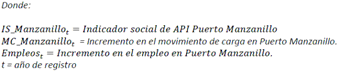 Donde:
IS_Manzanillo_t = Indicador social de API Puerto Manzanillo
MC_Manzanillo_t = Incremento en el movimiento de carga en Puerto Manzanillo.
Empleos_t = Incremento en el empleo en Puerto Manzanillo.
t = año de registro